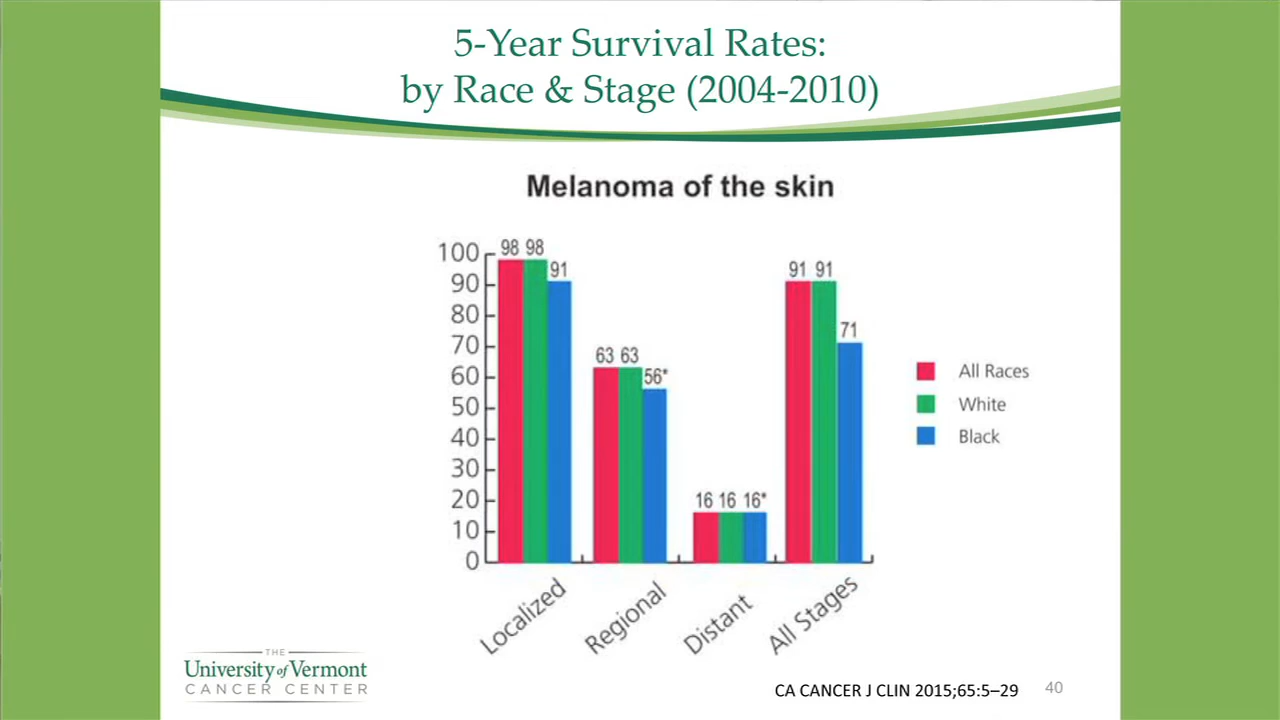 5-Year Survival Rates:
by Race & Stage (2004-2010)
Melanoma of the skin
100
90
80
70
60
50
40
30
20
10
0
98 98 91
63 63 56*
16 16 16*
91 91 71
Localized
Regional
Distant
All Stages
All Races
White
Black
THE
University of Vermont
CANCER CENTER
CA CANCER J CLIN 2015;65:5–29
40